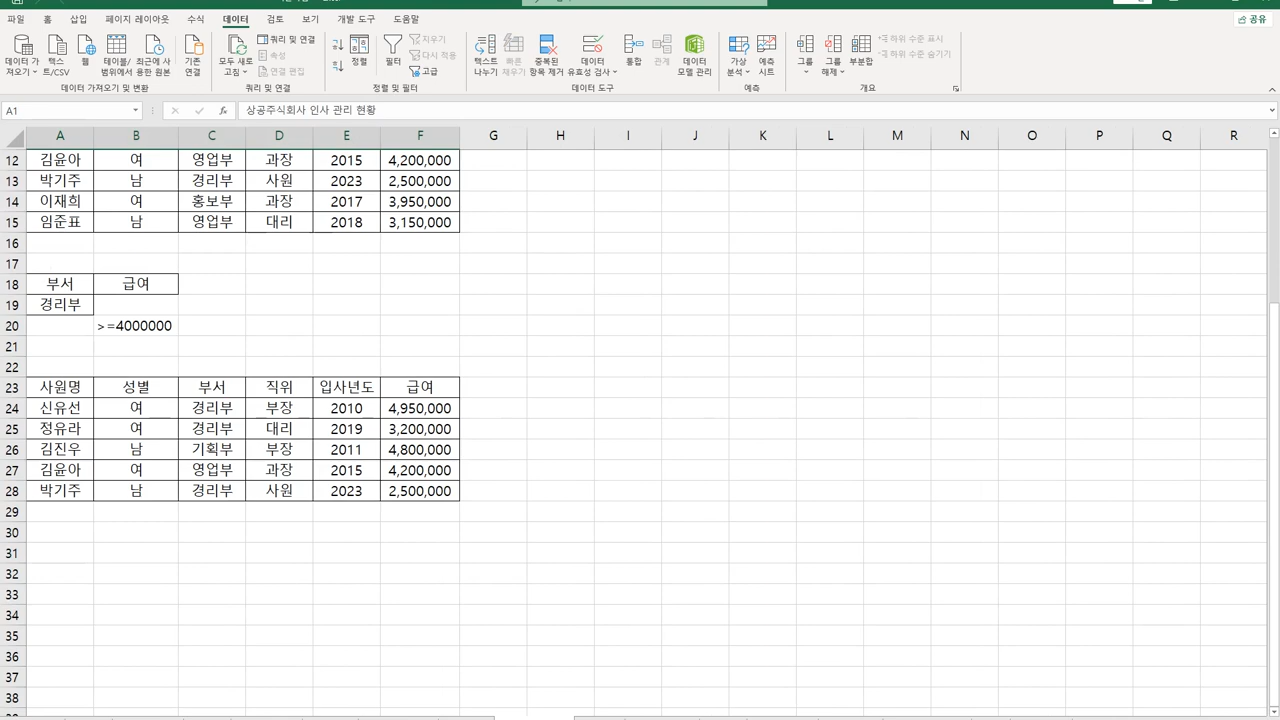 파일 홈 삽입 페이지 레이아웃 수식 데이터 검토 보기 개발 도구 도움말 공유
데이터 가져오기 텍스트/CSV 웹 테이블/범위에서 최근에 사용한 원본 기존 연결 모두 새로 고침 쿼리 및 연결 속성 연결 편집 정렬 필터 지우기 다시 적용 고급 텍스트 나누기 빠른 채우기 중복된 항목 제거 데이터 유효성 검사 통합 관계 데이터 모델 관리 가상 분석 예측 시트 그룹 그룹 해제 부분합 하위 수준 표시 하위 수준 숨기기
데이터 가져오기 및 변환 쿼리 및 연결 정렬 및 필터 데이터 도구 예측 개요
A1 fx 상공주식회사 인사 관리 현황
A B C D E F G H I J K L M N O P Q R
12 김윤아 여 영업부 과장 2015 4,200,000
13 박기주 남 경리부 사원 2023 2,500,000
14 이재희 여 홍보부 과장 2017 3,950,000
15 임준표 남 영업부 대리 2018 3,150,000
16
17
18 부서 급여
19 경리부
20 >=4000000
21
22
23 사원명 성별 부서 직위 입사년도 급여
24 신유선 여 경리부 부장 2010 4,950,000
25 정유라 여 경리부 대리 2019 3,200,000
26 김진우 남 기획부 부장 2011 4,800,000
27 김윤아 여 영업부 과장 2015 4,200,000
28 박기주 남 경리부 사원 2023 2,500,000
29
30
31
32
33
34
35
36
37
38